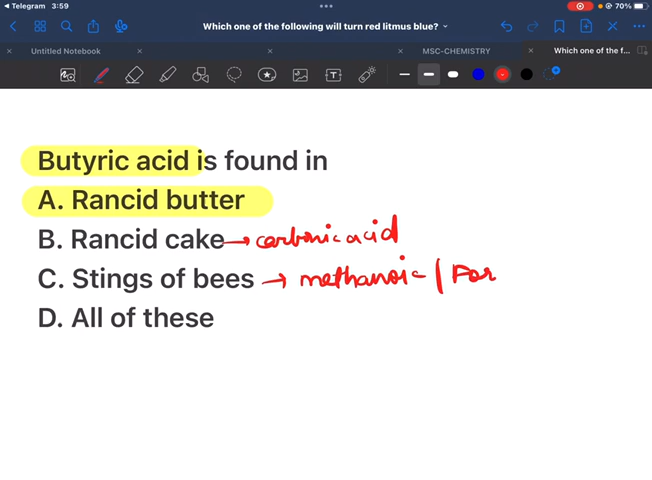 Telegram 3:59
70%
Which one of the following will turn red litmus blue?
Untitled Notebook
MSC-CHEMISTRY
Which one of the f...
Butyric acid is found in
A. Rancid butter
B. Rancid cake → carbonic acid
C. Stings of bees → methanoic / For
D. All of these